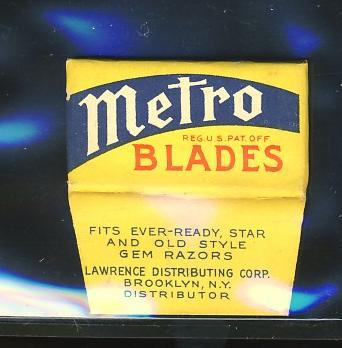 Metro
REG. U.S. PAT. OFF.
BLADES
FITS EVER-READY, STAR
AND OLD STYLE
GEM RAZORS
LAWRENCE DISTRIBUTING CORP.
BROOKLYN, N.Y.
DISTRIBUTOR